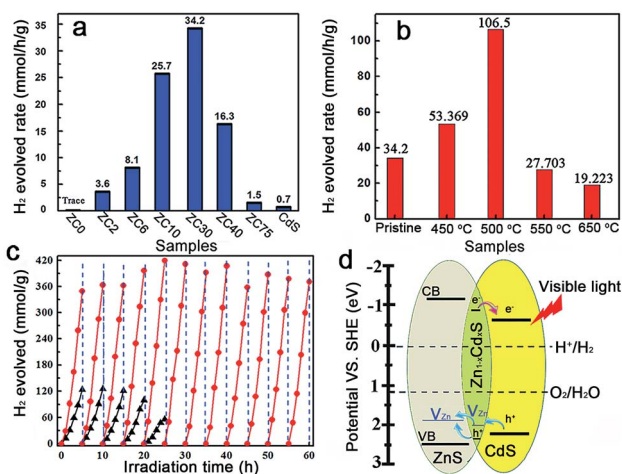 a
H₂ evolved rate (mmol/h/g)
35
30
25
20
15
10
5
0
Trace
3.6
8.1
25.7
34.2
16.3
1.5
0.7
ZC0
ZC2
ZC6
ZC10
ZC30
ZC40
ZC75
CdS
Samples
b
H₂ evolved rate (mmol/h/g)
100
80
60
40
20
0
34.2
53.369
106.5
27.703
19.223
Pristine
450 °C
500 °C
550 °C
650 °C
Samples
c
H₂ evolved (mmol/g)
420
360
300
240
180
120
60
0
0 10 20 30 40 50 60
Irradiation time (h)
d
Potential VS. SHE (eV)
-2
-1
0
1
2
3
CB
e⁻
e⁻
Visible light
Zn₁₋ₓCdₓS
H⁺/H₂
O₂/H₂O
V_Zn
V_Zn
h⁺
h⁺
VB
ZnS
CdS